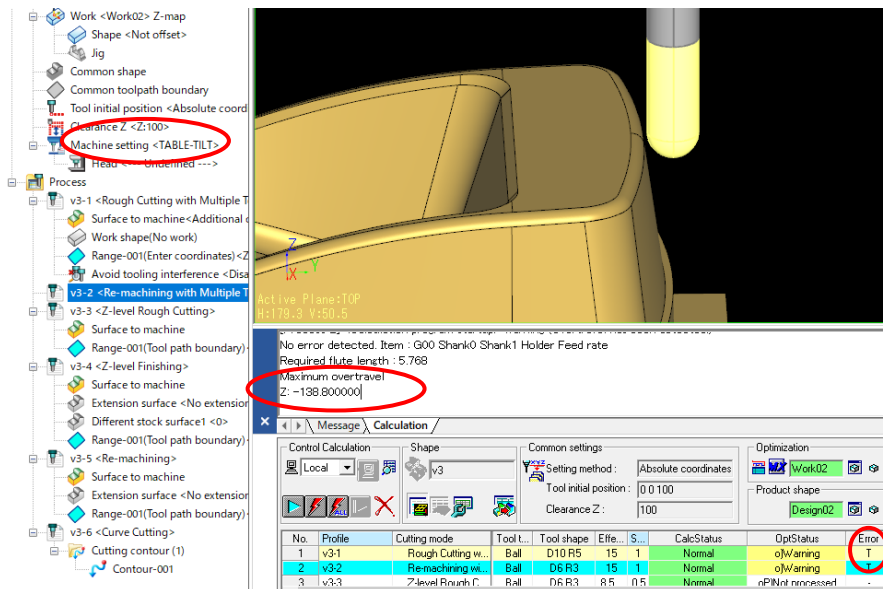 Work <Work02> Z-map
Shape <Not offset>
Jig
Common shape
Common toolpath boundary
Tool initial position <Absolute coord
Clearance Z <Z:100>
Machine setting <TABLE-TILT>
Head <--- Undefined --->
Process
v3-1 <Rough Cutting with Multiple T
Surface to machine<Additional c
Work shape(No work)
Range-001(Enter coordinates)<Z
Avoid tooling interference <Disa
v3-2 <Re-machining with Multiple T
v3-3 <Z-level Rough Cutting>
Surface to machine
Range-001(Tool path boundary)
v3-4 <Z-level Finishing>
Surface to machine
Extension surface <No extension
Different stock surface1 <0>
Range-001(Tool path boundary)
v3-5 <Re-machining>
Surface to machine
Extension surface <No extension
Range-001(Tool path boundary)
v3-6 <Curve Cutting>
Cutting contour (1)
Contour-001
Z
X Y
Active Plane:TOP
H:179.3 V:50.5
No error detected. Item : G00 Shank0 Shank1 Holder Feed rate
Required flute length : 5.768
Maximum overtravel
Z: -138.800000
Message Calculation
Control Calculation Shape Common settings Optimization
Local v3 Setting method : Absolute coordinates Work02
Tool initial position : 0 0 100 Product shape
ALL Clearance Z : 100 Design02
No. Profile Cutting mode Tool t... Tool shape Effe... S... CalcStatus OptStatus Error
1 v3-1 Rough Cutting w... Ball D10 R5 15 1 Normal o)Warning T
2 v3-2 Re-machining wi... Ball D6 R3 15 1 Normal o)Warning T
3 v3-3 Z-level Rough C Ball D6 R3 8.5 0.5 Normal oP)Not processed -